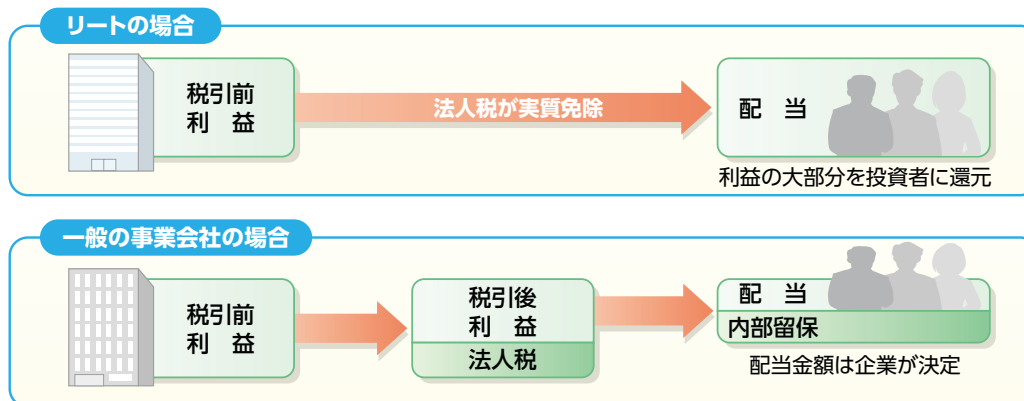 リートの場合
税引前
利　益
法人税が実質免除
配　当
利益の大部分を投資者に還元
一般の事業会社の場合
税引前
利　益
税引後
利　益
法人税
配　当
内部留保
配当金額は企業が決定